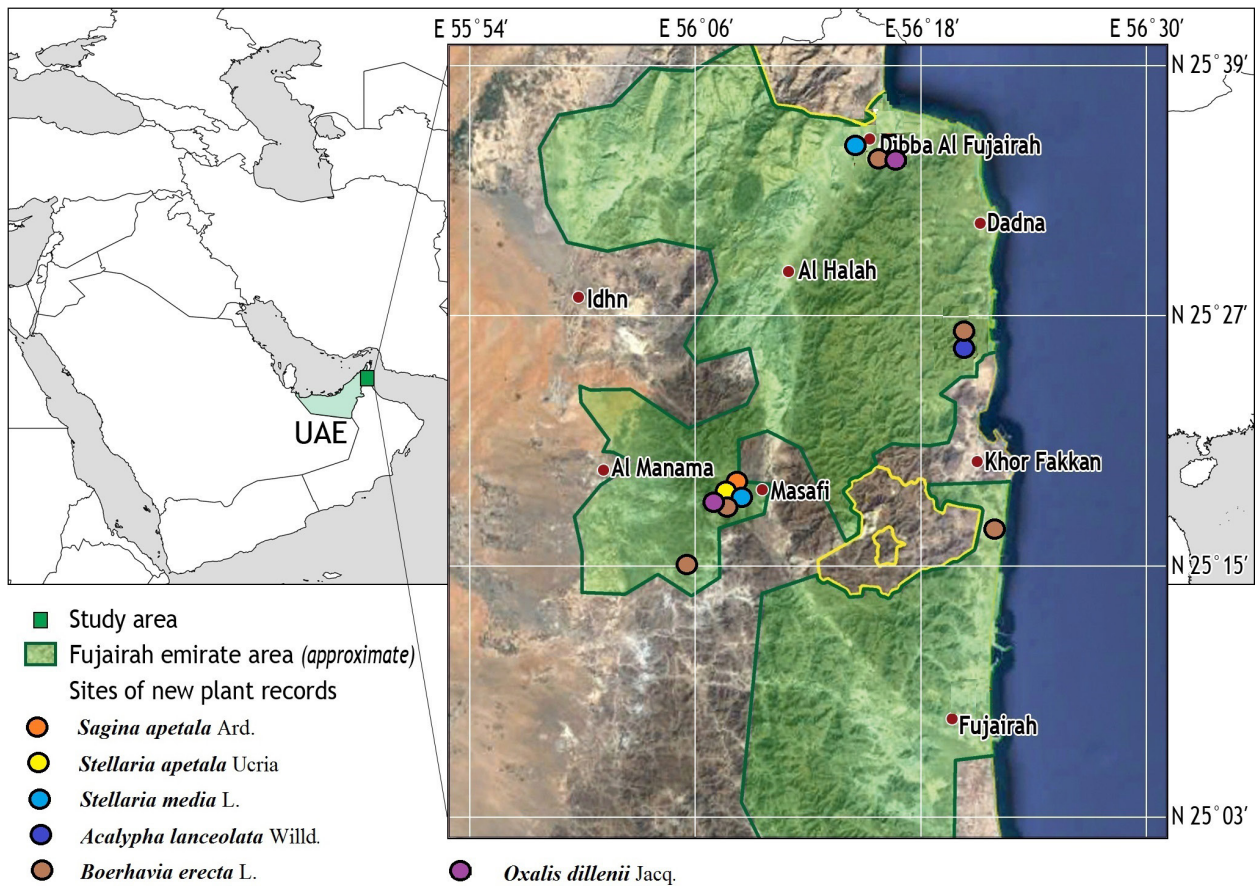 E 55°54′ E 56°06′ E 56°18′ E 56°30′
N 25°39′
Dibba Al Fujairah
Dadna
Al Halah
Idhn
N 25°27′
UAE
Al Manama
Khor Fakkan
Masafi
N 25°15′
Study area
Fujairah emirate area (approximate)
Sites of new plant records
Fujairah
Sagina apetala Ard.
Stellaria apetala Ucria
Stellaria media L.
N 25°03′
Acalypha lanceolata Willd.
Boerhavia erecta L.
Oxalis dillenii Jacq.